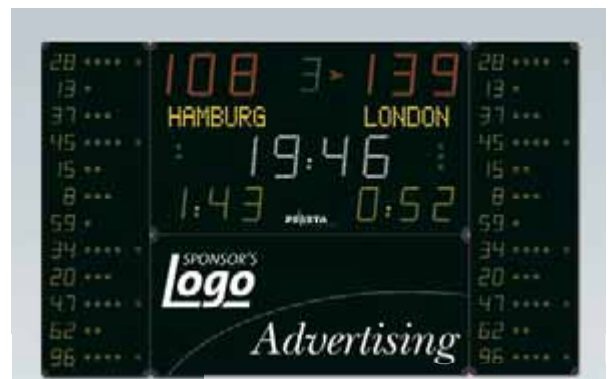 28 •••• •
13 •
37 •••
45 •••• •
15 ••
8 •••
59 •
34 •••• •
20 •••
47 •••• •
62 ••
96 •••• •
108 3 ➤ 139
HAMBURG LONDON
19:46
1:43 0:52
SPONSOR'S
Logo
Advertising
28 •••• •
13 •
37 •••
45 •••• •
15 ••
8 •••
59 •
34 •••• •
20 •••
47 •••• •
62 ••
96 •••• •